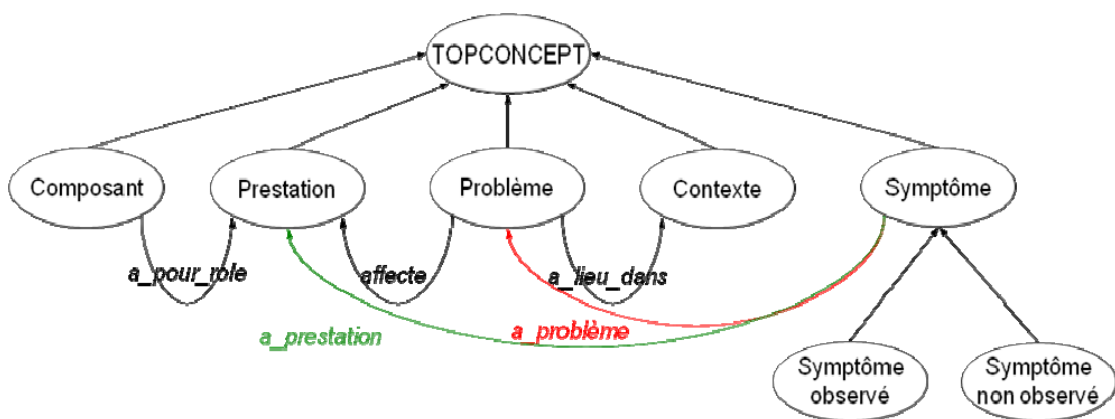 TOPCONCEPT
Composant
Prestation
Problème
Contexte
Symptôme
a_pour_role
affecte
a_lieu_dans
a_prestation
a_problème
Symptôme
observé
Symptôme
non observé